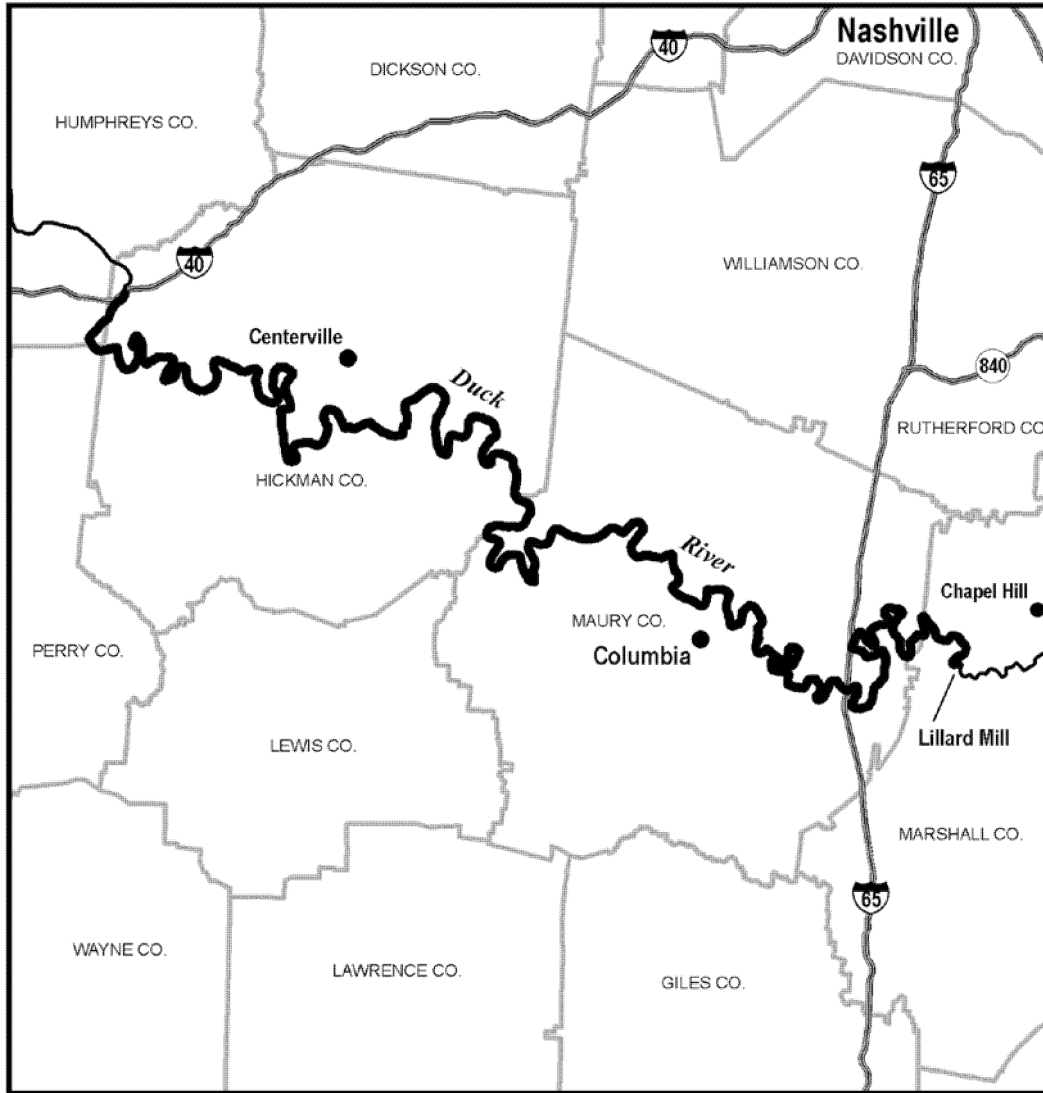 Nashville
DAVIDSON CO.
40
DICKSON CO.
HUMPHREYS CO.
65
40
WILLIAMSON CO.
Centerville
840
Duck
RUTHERFORD CO
HICKMAN CO.
River
Chapel Hill
MAURY CO.
PERRY CO.
Columbia
Lillard Mill
LEWIS CO.
MARSHALL CO.
65
WAYNE CO.
LAWRENCE CO.
GILES CO.